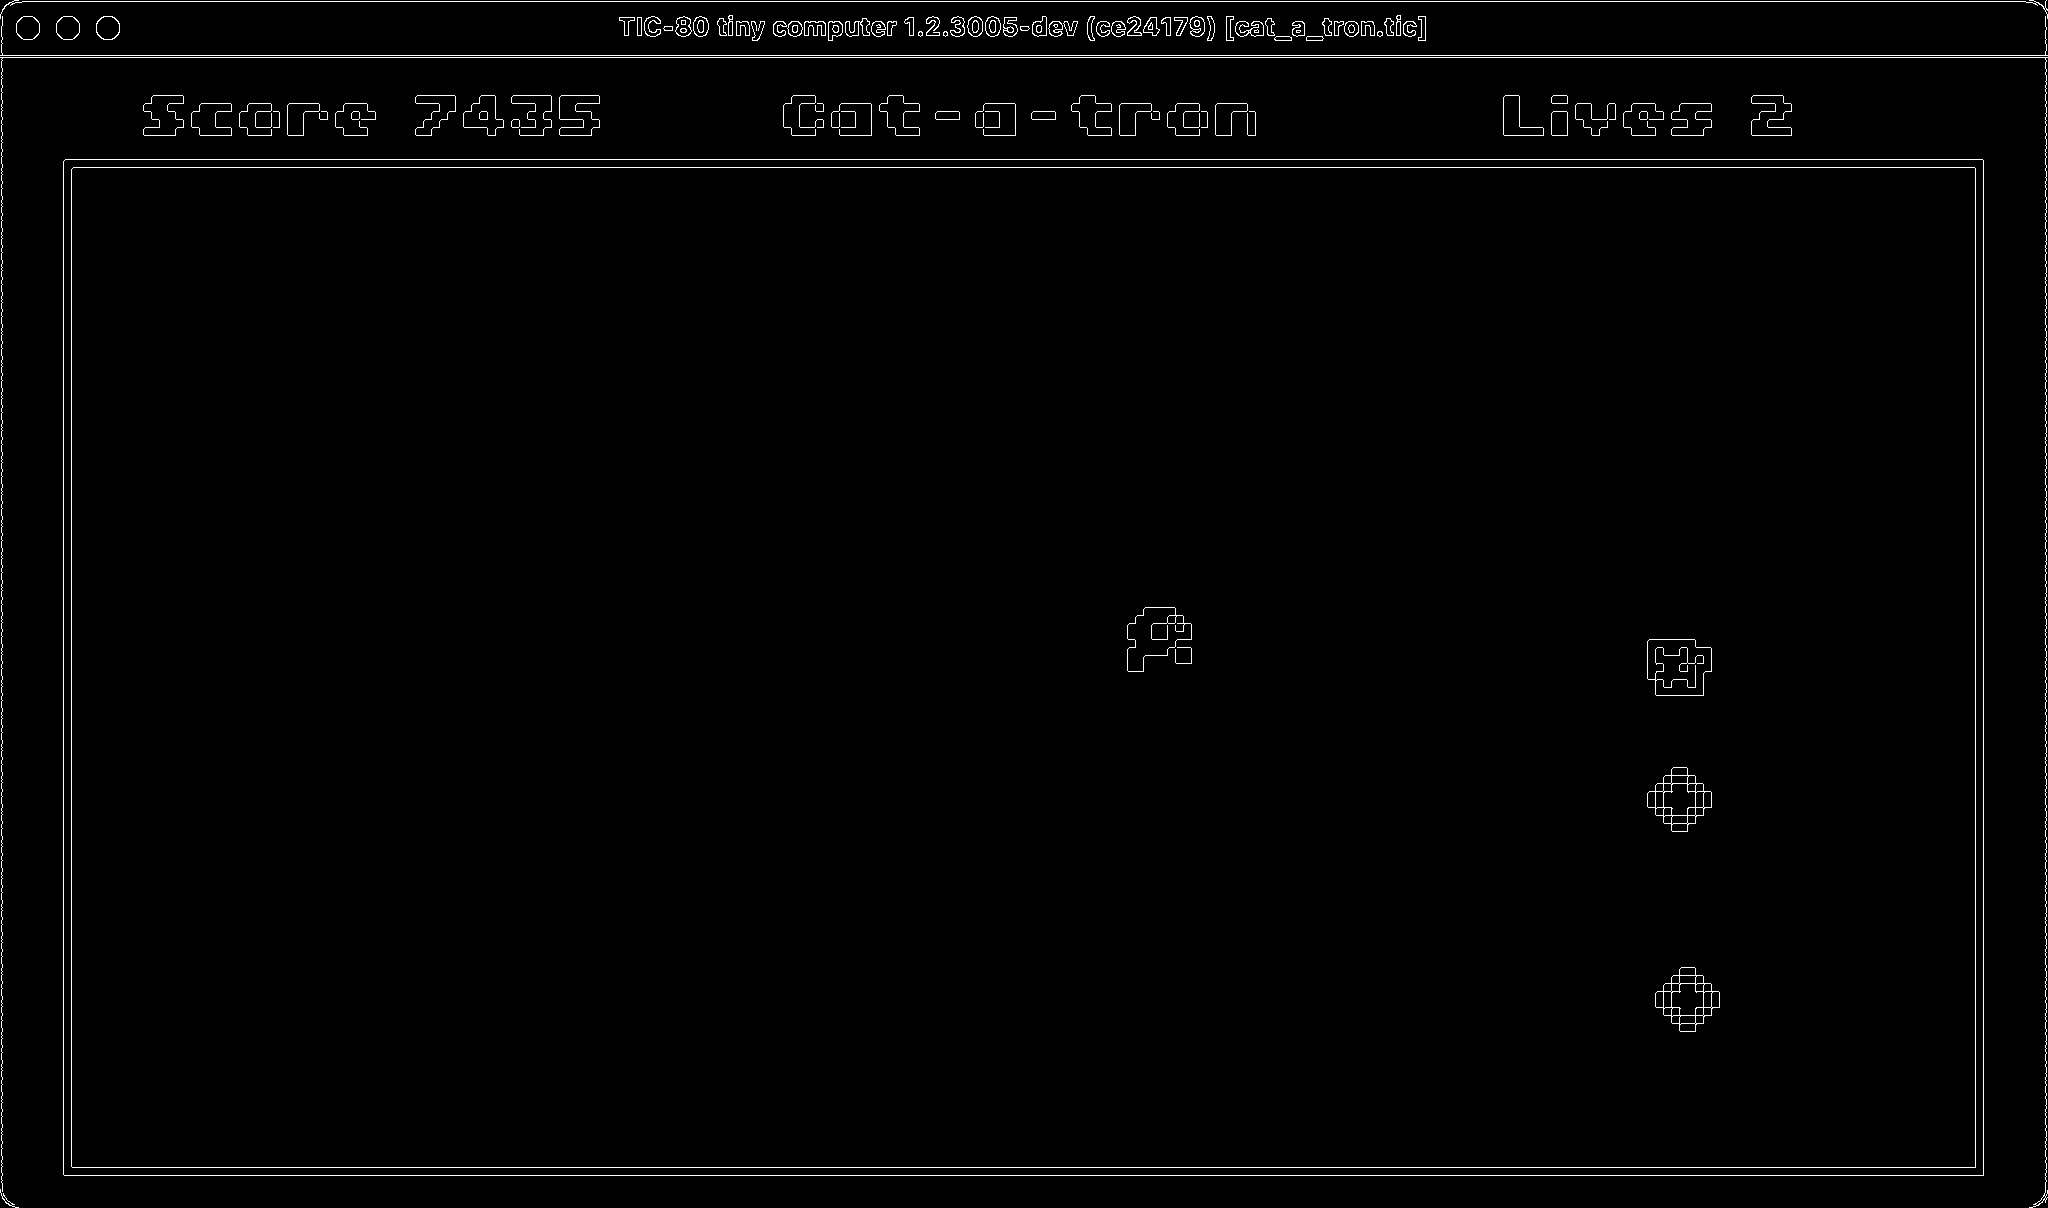 TIC-80 tiny computer 1.2.3005-dev (ce24179) [cat_a_tron.tic]
Score 7435 Cat-a-tron Lives 2